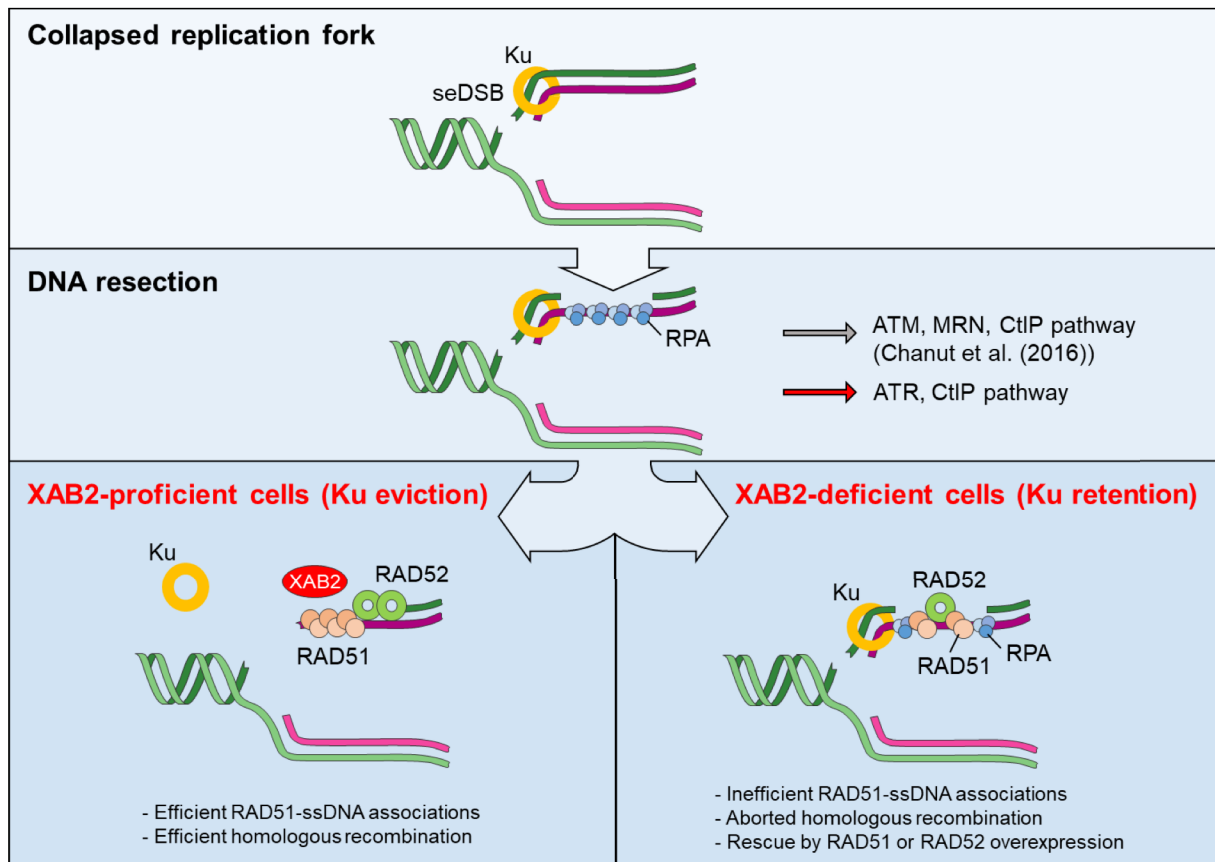 Collapsed replication fork
Ku
seDSB
DNA resection
RPA
ATM, MRN, CtIP pathway
(Chanut et al. (2016))
ATR, CtIP pathway
XAB2-proficient cells (Ku eviction)
Ku
XAB2
RAD52
RAD51
- Efficient RAD51-ssDNA associations
- Efficient homologous recombination
XAB2-deficient cells (Ku retention)
RAD52
Ku
RAD51
RPA
- Inefficient RAD51-ssDNA associations
- Aborted homologous recombination
- Rescue by RAD51 or RAD52 overexpression